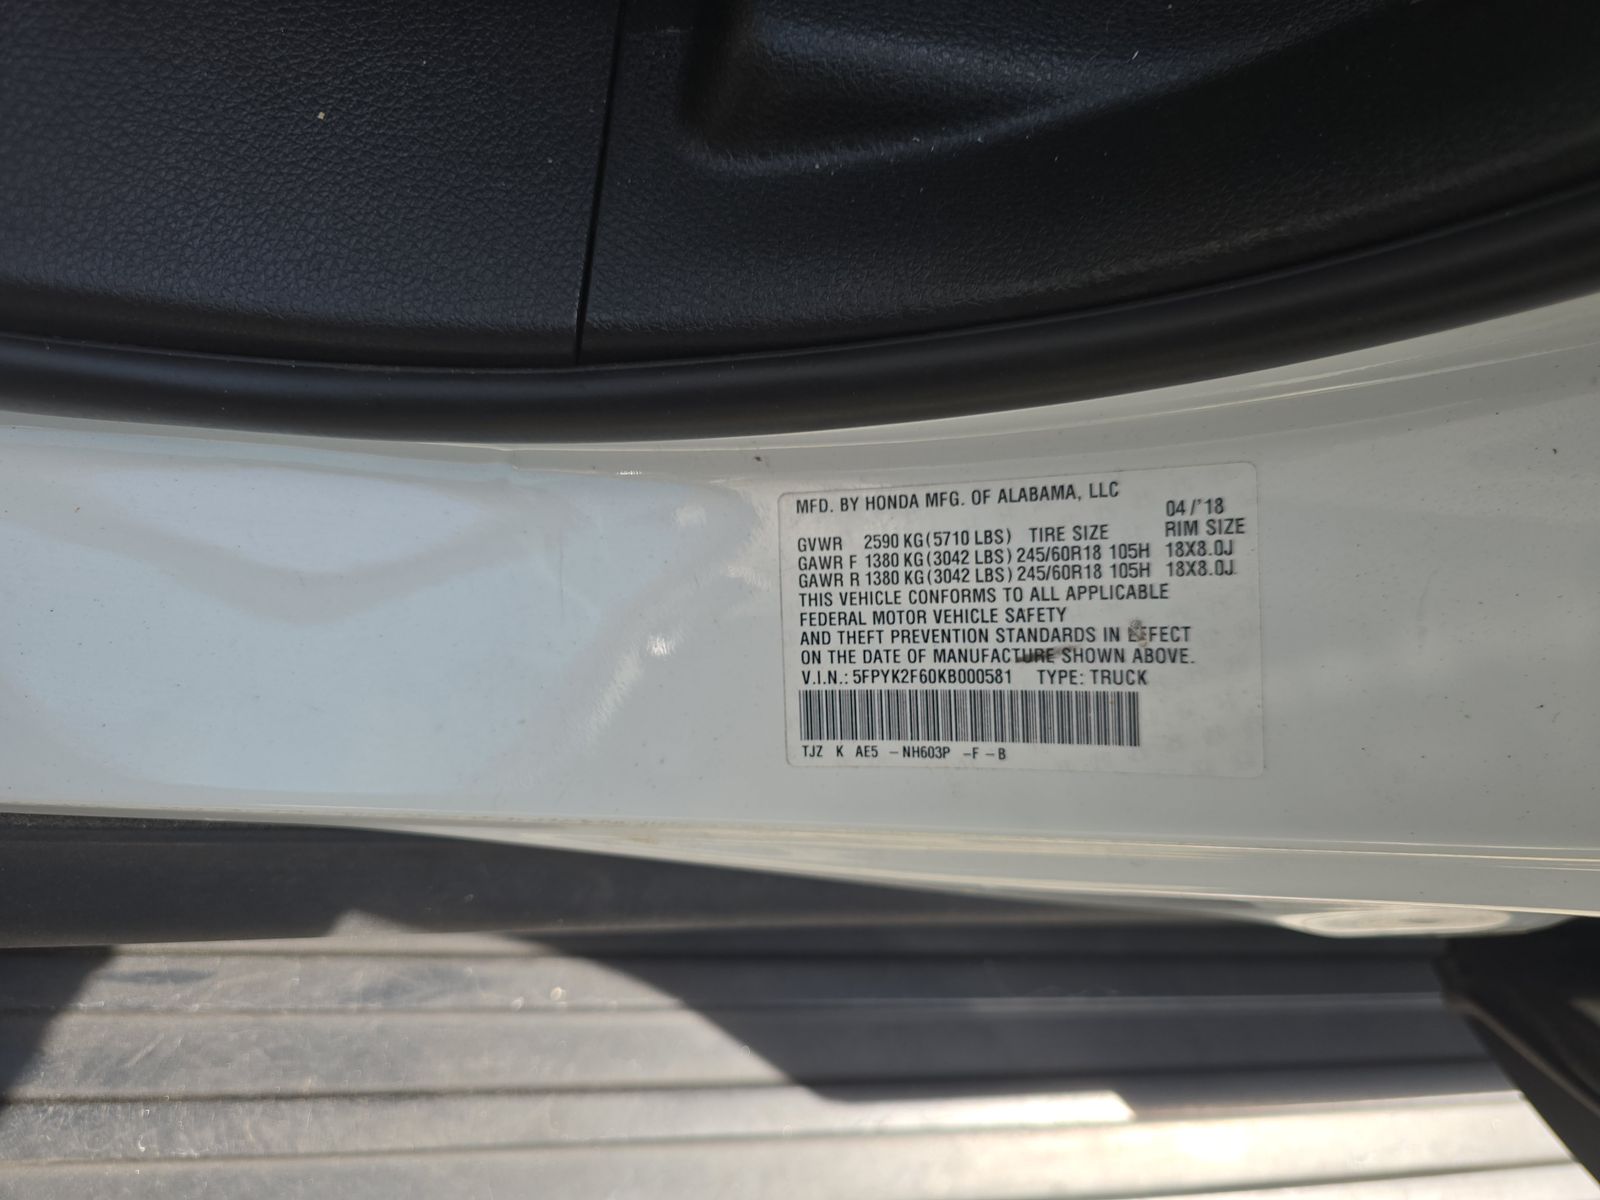 MFD. BY HONDA MFG. OF ALABAMA, LLC 04/'18
GVWR 2590 KG(5710 LBS) TIRE SIZE RIM SIZE
GAWR F 1380 KG(3042 LBS) 245/60R18 105H 18X8.0J
GAWR R 1380 KG(3042 LBS) 245/60R18 105H 18X8.0J
THIS VEHICLE CONFORMS TO ALL APPLICABLE
FEDERAL MOTOR VEHICLE SAFETY
AND THEFT PREVENTION STANDARDS IN EFFECT
ON THE DATE OF MANUFACTURE SHOWN ABOVE.
V.I.N.: 5FPYK2F60KB000581 TYPE: TRUCK
TJZ K AE5 -NH603P -F-B